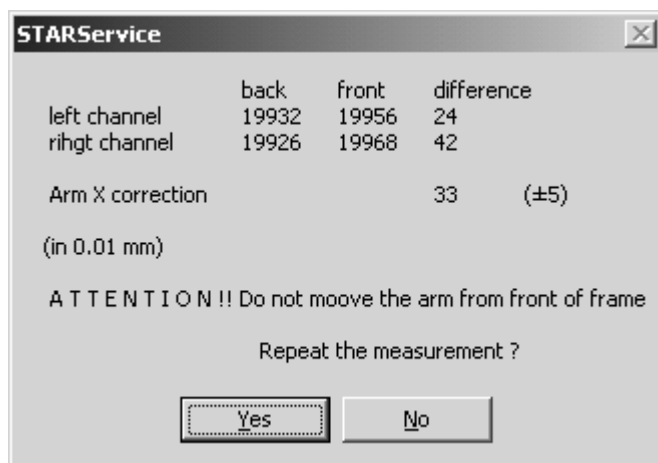 STARService
back front difference
left channel 19932 19956 24
rihgt channel 19926 19968 42
Arm X correction 33 (±5)
(in 0.01 mm)
A T T E N T I O N !! Do not moove the arm from front of frame
Repeat the measurement ?
Yes No